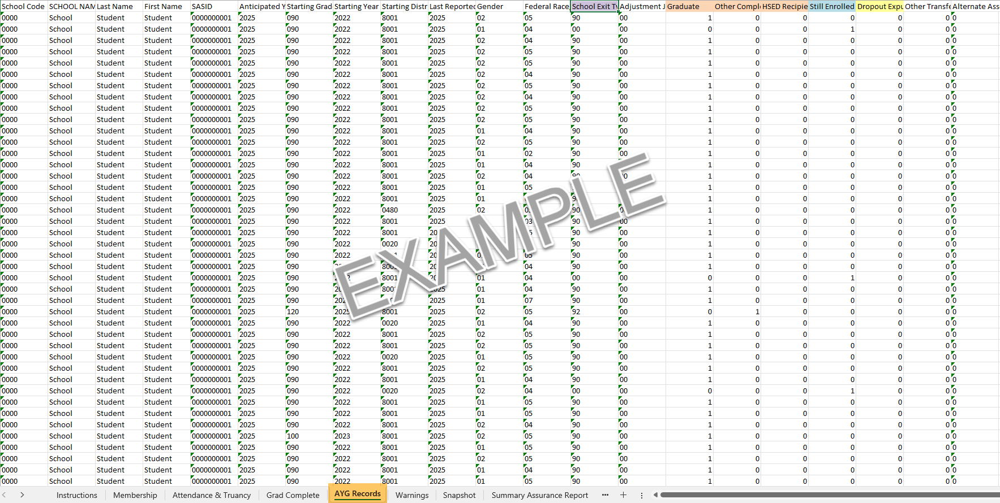 School Code SCHOOL NAM Last Name First Name SASID Anticipated Y Starting Grad Starting Year Starting Distr Last Reported Gender Federal Race, School Exit Ty Adjustment J Graduate Other Compl HSED Recipie Still Enrolled Dropout Expu Other Transfe Alternate Ass
0000 School Student Student 0000000001 2025 090 2022 8001 2025 02 05 90 00 1 0 0 0 0 0 0
0000 School Student Student 0000000001 2025 090 2022 8001 2025 01 04 00 00 0 0 0 1 0 0 0
0000 School Student Student 0000000001 2025 090 2022 8001 2025 02 04 90 00 1 0 0 0 0 0 0
0000 School Student Student 0000000001 2025 090 2022 8001 2025 02 05 90 00 1 0 0 0 0 0 0
0000 School Student Student 0000000001 2025 090 2022 8001 2025 02 05 90 00 1 0 0 0 0 0 0
0000 School Student Student 0000000001 2025 090 2022 8001 2025 02 04 90 00 1 0 0 0 0 0 0
0000 School Student Student 0000000001 2025 090 2022 8001 2025 02 05 90 00 1 0 0 0 0 0 0
0000 School Student Student 0000000001 2025 090 2022 8001 2025 02 04 90 00 1 0 0 0 0 0 0
0000 School Student Student 0000000001 2025 090 2022 8001 2025 02 05 90 00 1 0 0 0 0 0 0
0000 School Student Student 0000000001 2025 090 2022 8001 2025 02 05 90 00 1 0 0 0 0 0 0
0000 School Student Student 0000000001 2025 090 2022 8001 2025 01 04 90 00 1 0 0 0 0 0 0
0000 School Student Student 0000000001 2025 090 2022 8001 2025 02 05 90 00 1 0 0 0 0 0 0
0000 School Student Student 0000000001 2025 090 2022 8001 2025 01 02 90 00 1 0 0 0 0 0 0
0000 School Student Student 0000000001 2025 090 2022 8001 2025 01 04 90 1 0 0 0 0 0 0
0000 School Student Student 0000000001 2025 090 2022 8001 2025 02 04 90 1 0 0 0 0 0 0
0000 School Student Student 0000000001 2025 090 2022 8001 2025 01 05 1 0 0 0 0 0 0
0000 School Student Student 0000000001 2025 090 2022 8001 2025 01 1 0 0 0 0 0 0
0000 School Student Student 0000000001 2025 090 2022 0480 2025 02 90 1 0 0 0 0 0 0
0000 School Student Student 0000000001 2025 090 2022 8001 2025 03 90 00 1 0 0 0 0 0 0
0000 School Student Student 0000000001 2025 090 2022 8001 90 00 1 0 0 0 0 0 0
0000 School Student Student 0000000001 2025 090 2022 0020 90 00 1 0 0 0 0 0 0
0000 School Student Student 0000000001 2025 090 2022 05 90 00 1 0 0 0 0 0 0
0000 School Student Student 0000000001 2025 090 04 90 00 1 0 0 0 0 0 0
0000 School Student Student 0000000001 2025 090 8001 01 04 00 00 0 0 0 1 0 0 0
0000 School Student Student 0000000001 2025 090 2025 01 04 90 00 1 0 0 0 0 0 0
0000 School Student Student 0000000001 2025 090 2025 01 07 90 00 1 0 0 0 0 0 0
0000 School Student Student 0000000001 2025 120 2025 8001 2025 02 05 92 00 0 1 0 0 0 0 0
0000 School Student Student 0000000001 2025 090 2022 0020 2025 01 04 90 00 1 0 0 0 0 0 0
0000 School Student Student 0000000001 2025 090 2022 8001 2025 02 05 90 00 1 0 0 0 0 0 0
0000 School Student Student 0000000001 2025 090 2022 8001 2025 02 05 90 00 1 0 0 0 0 0 0
0000 School Student Student 0000000001 2025 090 2022 0020 2025 01 05 90 00 1 0 0 0 0 0 0
0000 School Student Student 0000000001 2025 090 2022 8001 2025 02 05 90 00 1 0 0 0 0 0 0
0000 School Student Student 0000000001 2025 090 2022 8001 2025 01 04 90 00 1 0 0 0 0 0 0
0000 School Student Student 0000000001 2025 090 2022 0020 2025 02 04 00 00 0 0 0 1 0 0 0
0000 School Student Student 0000000001 2025 090 2022 8001 2025 01 05 90 00 1 0 0 0 0 0 0
0000 School Student Student 0000000001 2025 090 2022 8001 2025 01 05 90 00 1 0 0 0 0 0 0
0000 School Student Student 0000000001 2025 090 2022 8001 2025 02 04 90 00 1 0 0 0 0 0 0
0000 School Student Student 0000000001 2025 100 2023 8001 2025 02 05 90 00 1 0 0 0 0 0 0
0000 School Student Student 0000000001 2025 090 2022 8001 2025 01 05 90 00 1 0 0 0 0 0 0
0000 School Student Student 0000000001 2025 090 2022 8001 2025 02 05 90 00 1 0 0 0 0 0 0
0000 School Student Student 0000000001 2025 090 2022 8001 2025 01 04 90 00 1 0 0 0 0 0 0
0000 School Student Student 0000000001 2025 090 2022 8001 2025 01 05 90 00 1 0 0 0 0 0 0
EXAMPLE
Instructions Membership Attendance & Truancy Grad Complete AYG Records Warnings Snapshot Summary Assurance Report